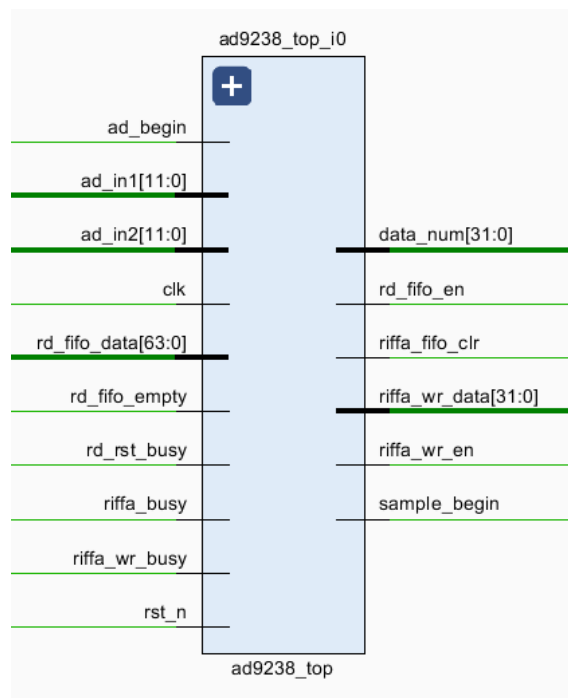 ad9238_top_i0
ad_begin
ad_in1[11:0]
ad_in2[11:0]
data_num[31:0]
clk
rd_fifo_en
rd_fifo_data[63:0]
riffa_fifo_clr
rd_fifo_empty
riffa_wr_data[31:0]
rd_rst_busy
riffa_wr_en
riffa_busy
sample_begin
riffa_wr_busy
rst_n
ad9238_top